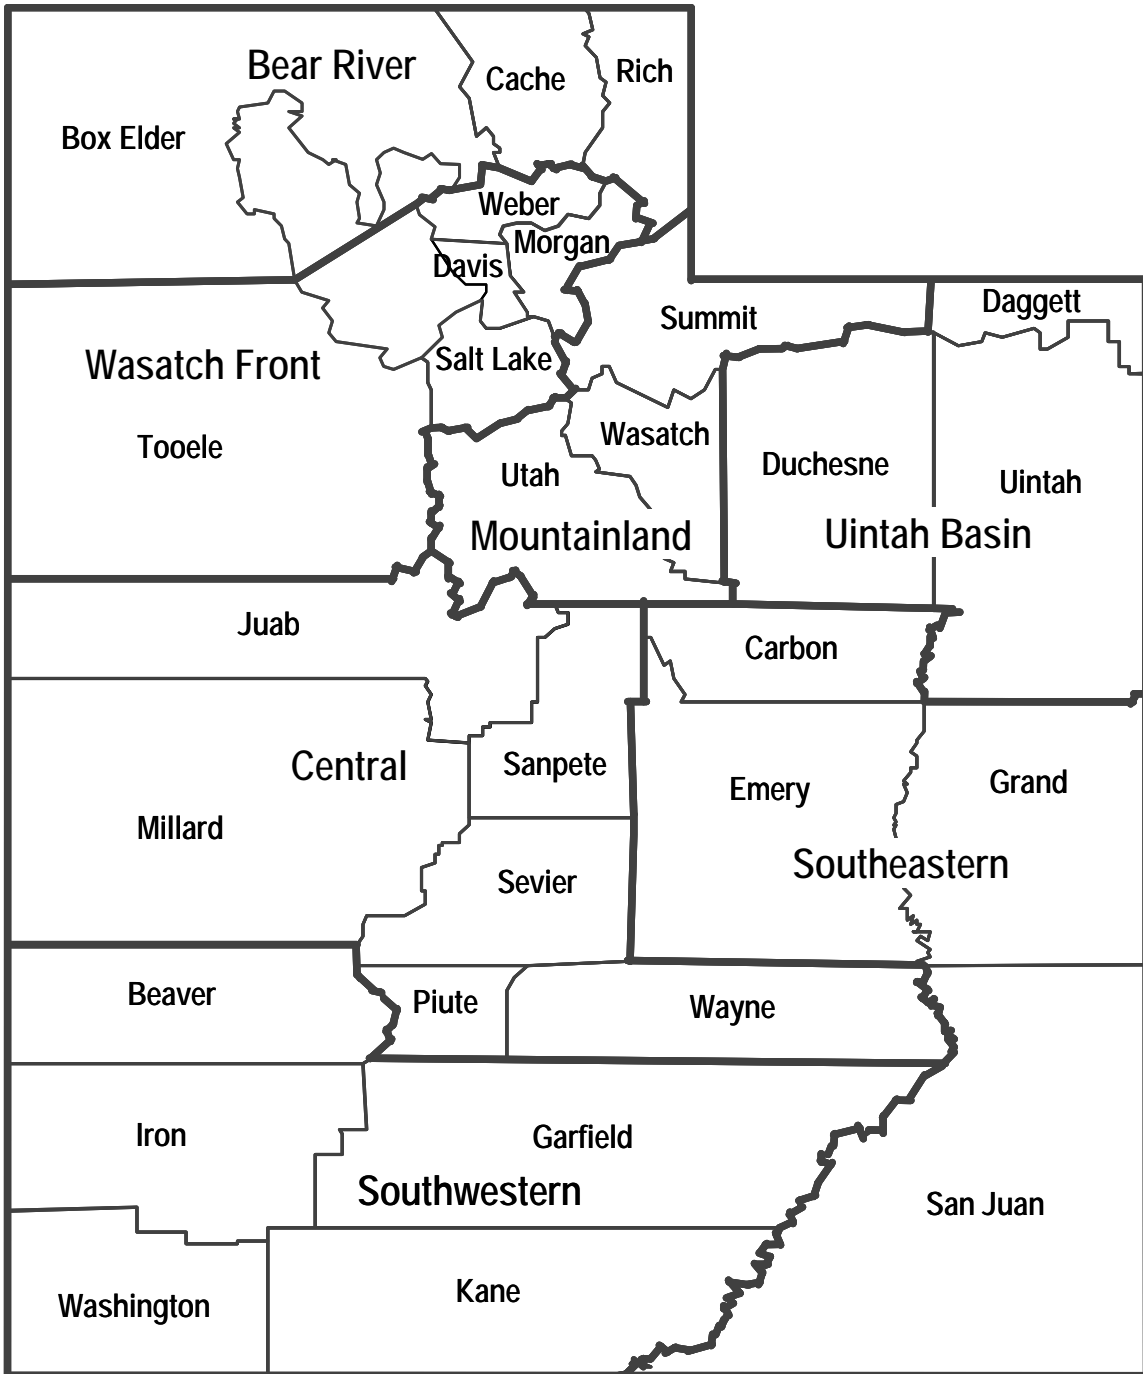 Bear River
Cache
Rich
Box Elder
Weber
Morgan
Davis
Daggett
Summit
Wasatch Front
Salt Lake
Wasatch
Tooele
Duchesne
Utah
Uintah
Mountainland
Uintah Basin
Juab
Carbon
Central
Sanpete
Emery
Grand
Millard
Southeastern
Sevier
Beaver
Piute
Wayne
Iron
Garfield
Southwestern
San Juan
Kane
Washington